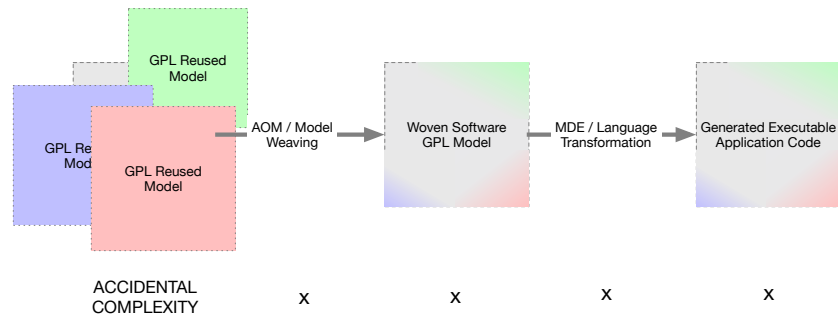 GPL Reused
Model
GPL Re
Mod
GPL Reused
Model
AOM / Model
Weaving
Woven Software
GPL Model
MDE / Language
Transformation
Generated Executable
Application Code
ACCIDENTAL
COMPLEXITY
x
x
x
x